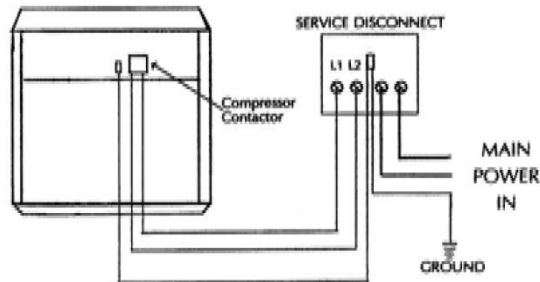 SERVICE DISCONNECT
L1 L2
Compressor
Contactor
MAIN
POWER
IN
GROUND